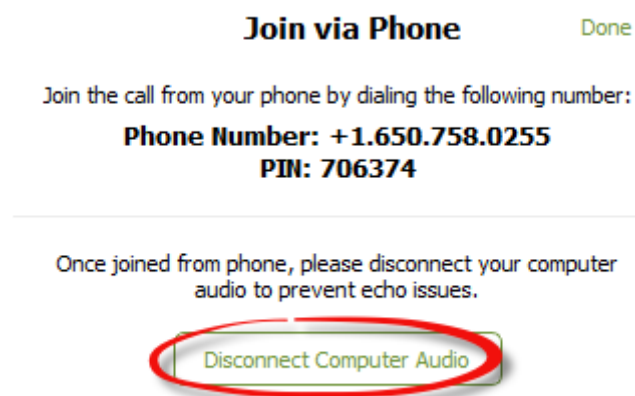 Join via Phone
Done
Join the call from your phone by dialing the following number:
Phone Number: +1.650.758.0255
PIN: 706374
Once joined from phone, please disconnect your computer
audio to prevent echo issues.
Disconnect Computer Audio